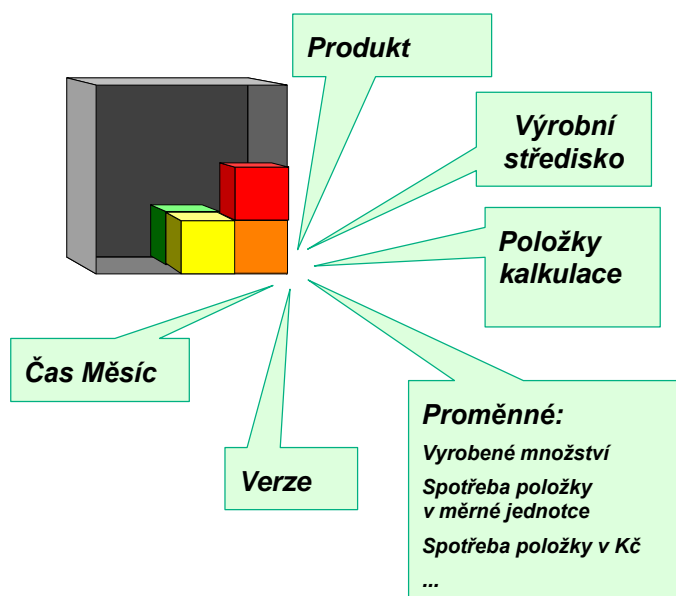 Produkt
Výrobní
středisko
Položky
kalkulace
Čas Měsíc
Verze
Proměnné:
Vyrobené množství
Spotřeba položky
v měrné jednotce
Spotřeba položky v Kč
...